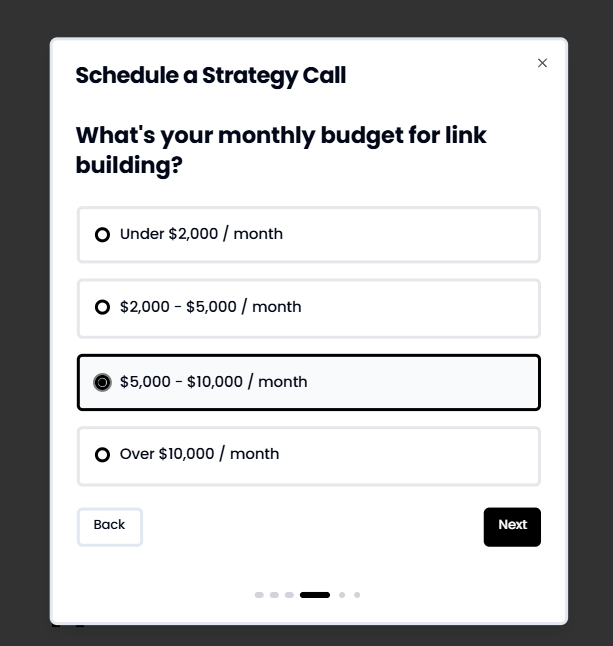 Schedule a Strategy Call
What's your monthly budget for link
building?
Under $2,000 / month
$2,000 - $5,000 / month
$5,000 - $10,000 / month
Over $10,000 / month
Back
Next